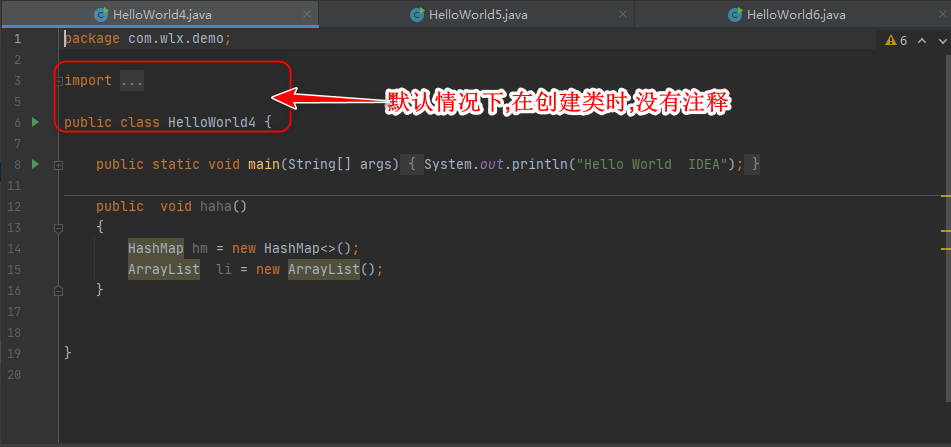 HelloWorld4.java HelloWorld5.java HelloWorld6.java
1 package com.wlx.demo; 6
2
3 import ...
5 默认情况下,在创建类时,没有注释
6 public class HelloWorld4 {
7
8 public static void main(String[] args) { System.out.println("Hello World  IDEA"); }
11
12 public  void haha()
13 {
14 HashMap hm = new HashMap<>();
15 ArrayList  li = new ArrayList();
16 }
17
18
19 }
20